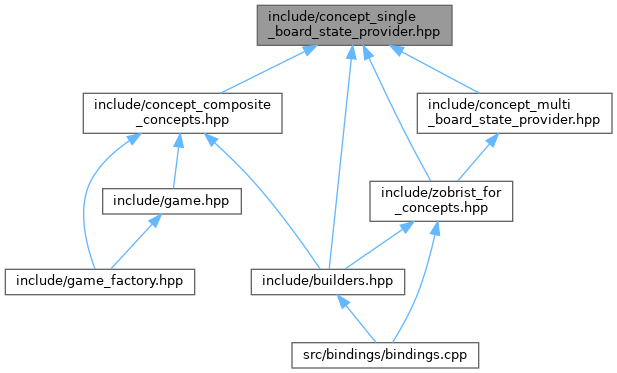 include/concept_single
_board_state_provider.hpp
include/concept_composite
_concepts.hpp
include/concept_multi
_board_state_provider.hpp
include/game.hpp
include/zobrist_for
_concepts.hpp
include/game_factory.hpp
include/builders.hpp
src/bindings/bindings.cpp